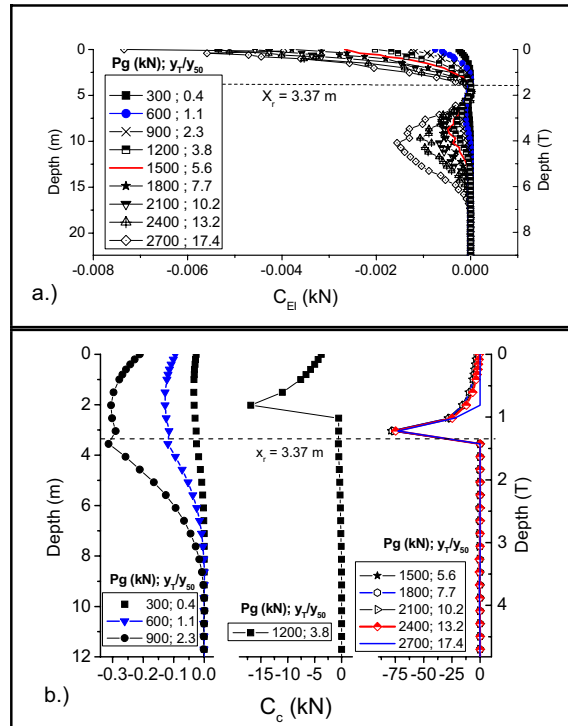 a.)
0
5
10
15
20
Depth (m)
Pg (kN); yT/y50
300 ; 0.4
600 ; 1.1
900 ; 2.3
1200 ; 3.8
1500 ; 5.6
1800 ; 7.7
2100 ; 10.2
2400 ; 13.2
2700 ; 17.4
Xr = 3.37 m
0
2
4
6
8
Depth (T)
-0.008 -0.006 -0.004 -0.002 0.000
CEl (kN)
b.)
0
2
4
6
8
10
12
Depth (m)
xr = 3.37 m
Pg (kN); yT/y50
300; 0.4
600; 1.1
900; 2.3
Pg (kN); yT/y50
1200; 3.8
Pg (kN); yT/y50
1500; 5.6
1800; 7.7
2100; 10.2
2400; 13.2
2700; 17.4
0
1
2
3
4
Depth (T)
-0.3 -0.2 -0.1 0.0 -15 -10 -5 0 -75 -50 -25 0
Cc (kN)